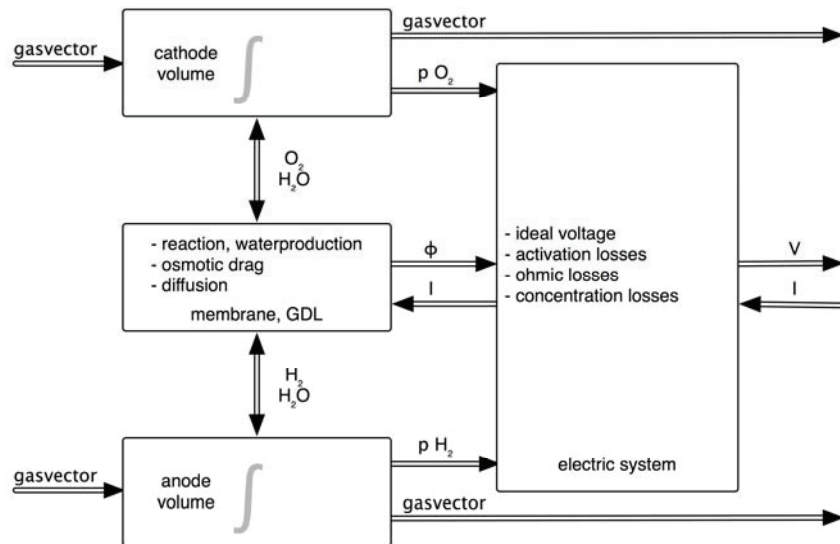 gasvector
cathode
volume
∫
gasvector
p O₂
O₂
H₂O
- reaction, waterproduction
- osmotic drag
- diffusion
membrane, GDL
ϕ
I
- ideal voltage
- activation losses
- ohmic losses
- concentration losses
electric system
V
I
H₂
H₂O
gasvector
anode
volume
∫
p H₂
gasvector